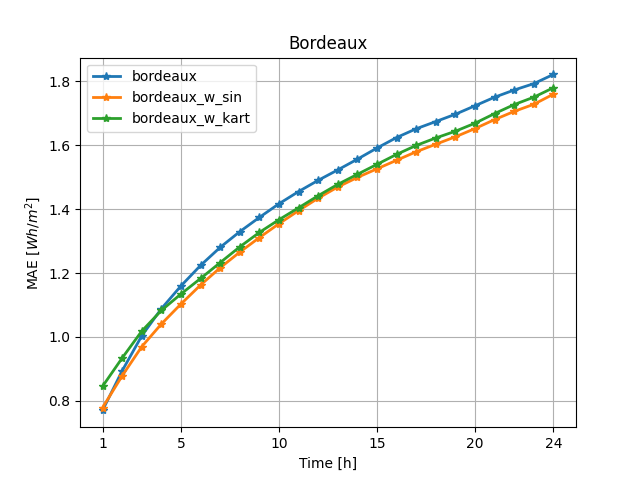 Bordeaux
bordeaux
bordeaux_w_sin
bordeaux_w_kart
MAE [Wh/m²]
1.8
1.6
1.4
1.2
1.0
0.8
1 5 10 15 20 24
Time [h]